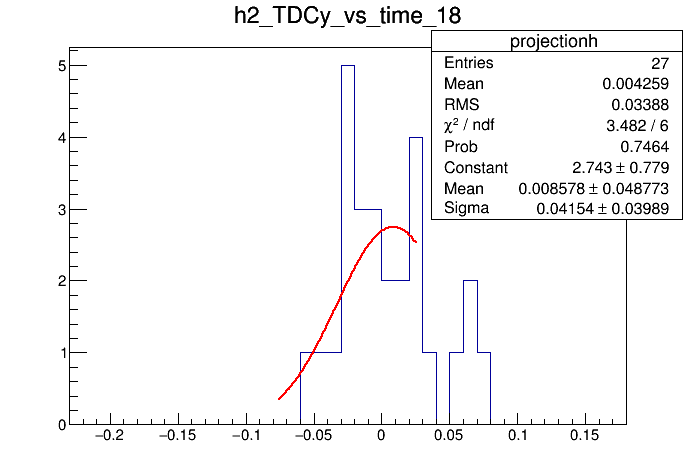 h2_TDCy_vs_time_18
projectionh
Entries 27
Mean 0.004259
RMS 0.03388
χ² / ndf 3.482 / 6
Prob 0.7464
Constant 2.743 ± 0.779
Mean 0.008578 ± 0.048773
Sigma 0.04154 ± 0.03989
5
4
3
2
1
0
−0.2 −0.15 −0.1 −0.05 0 0.05 0.1 0.15